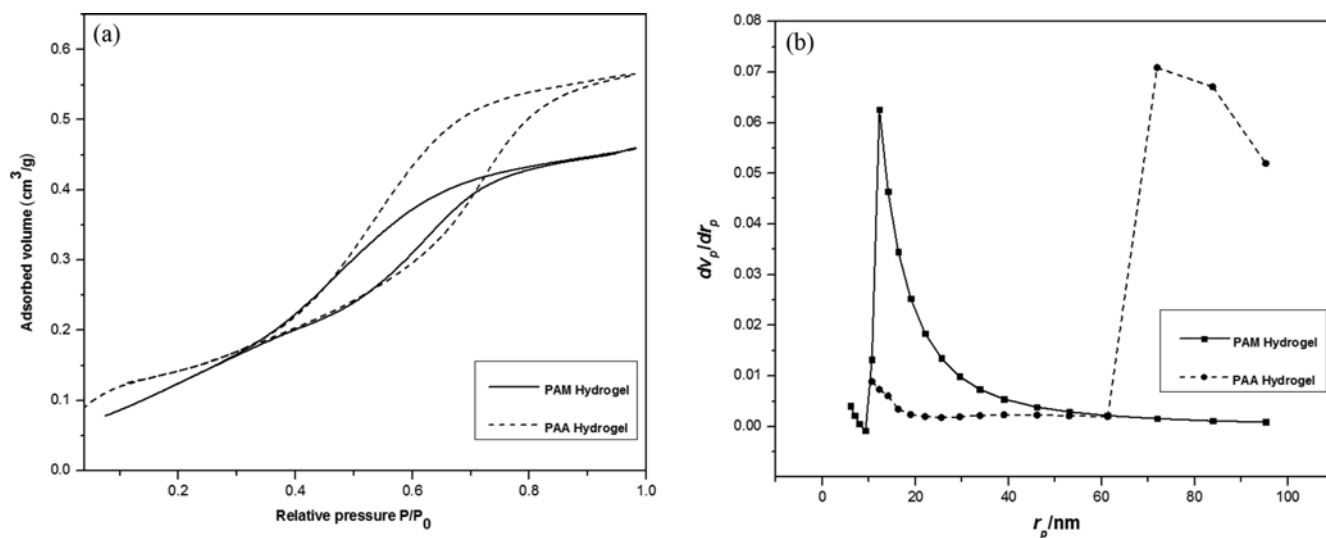 (a)
0.6
0.5
0.4
0.3
0.2
0.1
0.0
Adsorbed volume (cm³/g)
PAM Hydrogel
PAA Hydrogel
0.2 0.4 0.6 0.8 1.0
Relative pressure P/P₀
(b)
0.08
0.07
0.06
0.05
0.04
0.03
0.02
0.01
0.00
dvₚ/drₚ
PAM Hydrogel
PAA Hydrogel
0 20 40 60 80 100
rₚ/nm